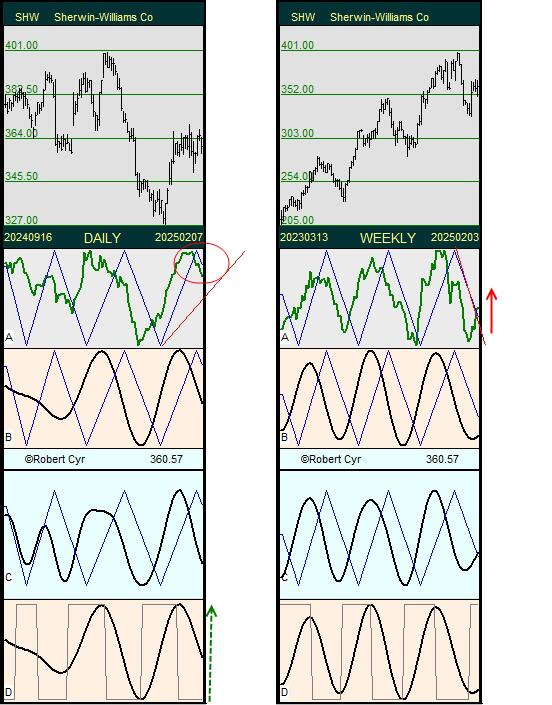 SHW Sherwin-Williams Co
401.00
382.50
364.00
345.50
327.00
20240916 DAILY 20250207
A
B
©Robert Cyr 360.57
C
D
SHW Sherwin-Williams Co
401.00
352.00
303.00
254.00
205.00
20230313 WEEKLY 20250203
A
B
©Robert Cyr 360.57
C
D